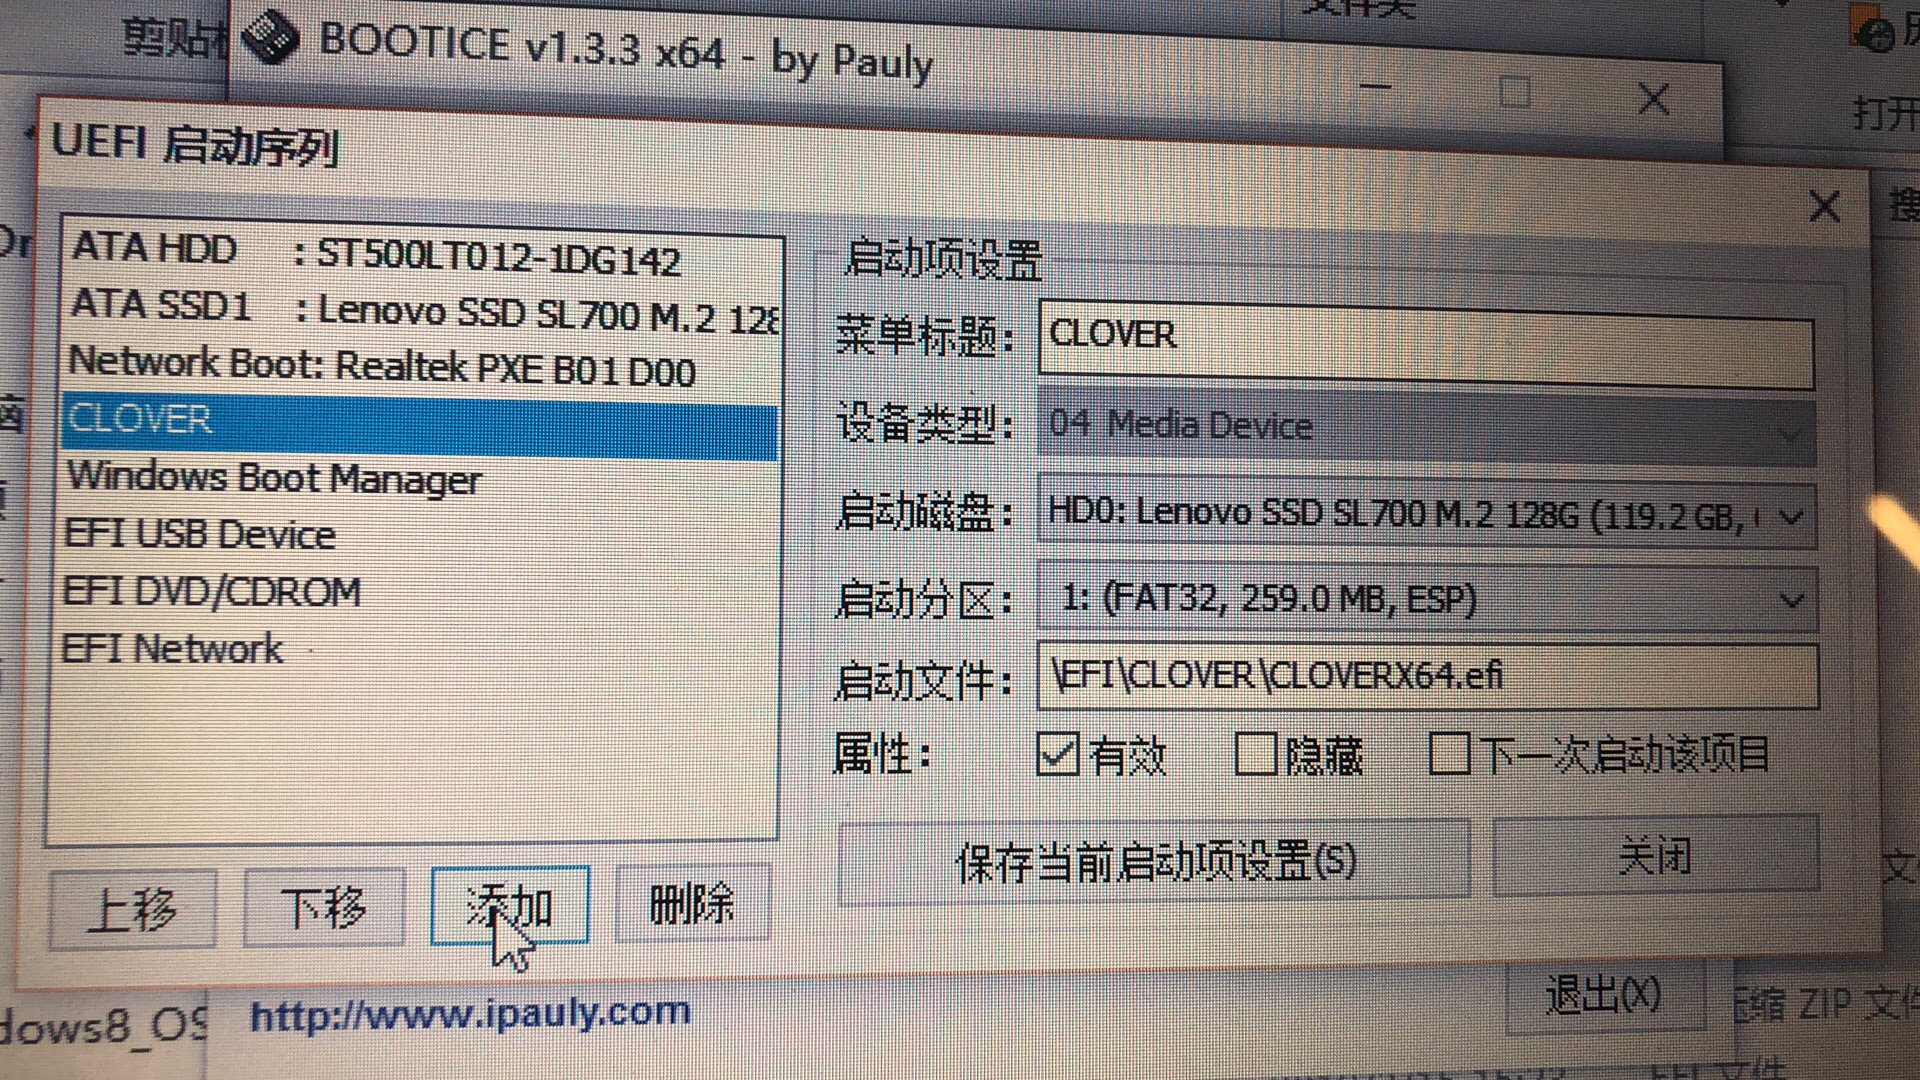 剪贴
BOOTICE v1.3.3 x64 - by Pauly
打开
UEFI 启动序列
ATA HDD : ST500LT012-1DG142
ATA SSD1 : Lenovo SSD SL700 M.2 128
Network Boot: Realtek PXE B01 D00
CLOVER
Windows Boot Manager
EFI USB Device
EFI DVD/CDROM
EFI Network
上移
下移
添加
删除
启动项设置
菜单标题: CLOVER
设备类型: 04 Media Device
启动磁盘: HD0: Lenovo SSD SL700 M.2 128G (119.2 GB,
启动分区: 1: (FAT32, 259.0 MB, ESP)
启动文件: \EFI\CLOVER\CLOVERX64.efi
属性: 有效 隐藏 下一次启动该项目
保存当前启动项设置(S)
关闭
dows8_OS
http://www.ipauly.com
退出(X)
压缩 ZIP 文件